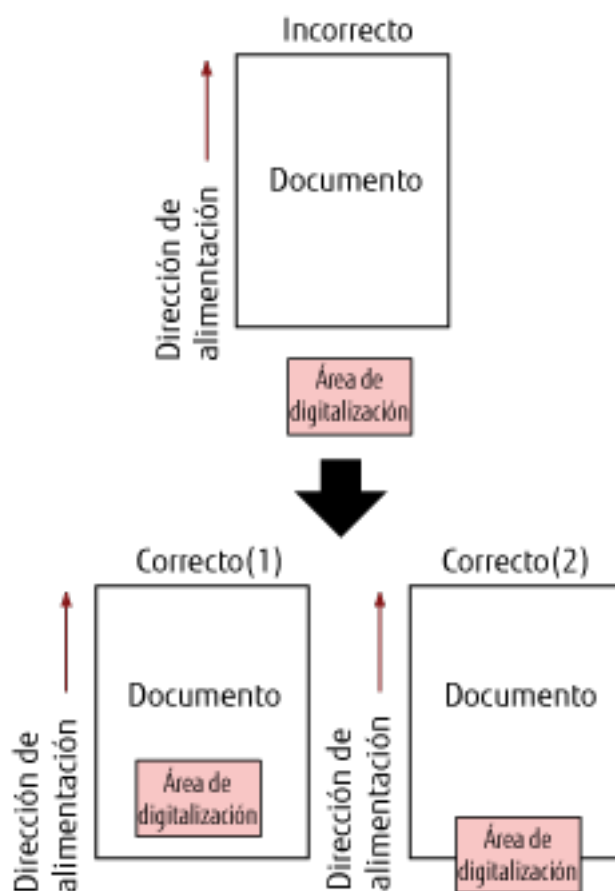 Incorrecto
Dirección de
alimentación
Documento
Área de
digitalización
Correcto(1)
Correcto(2)
Dirección de
alimentación
Documento
Área de
digitalización
Dirección de
alimentación
Documento
Área de
digitalización